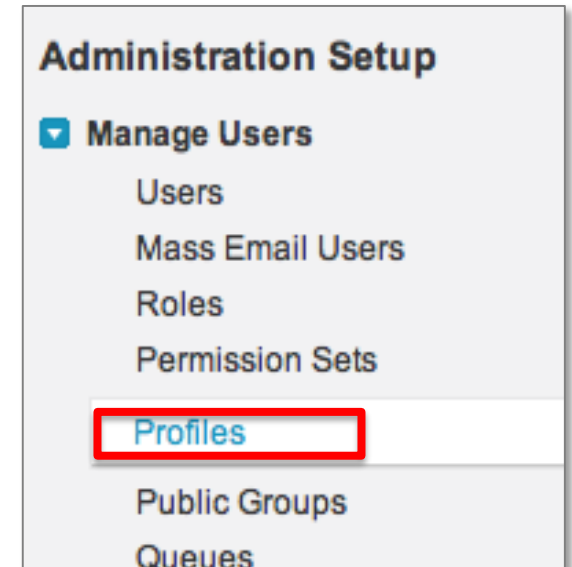 Administration Setup
Manage Users
Users
Mass Email Users
Roles
Permission Sets
Profiles
Public Groups
Queues